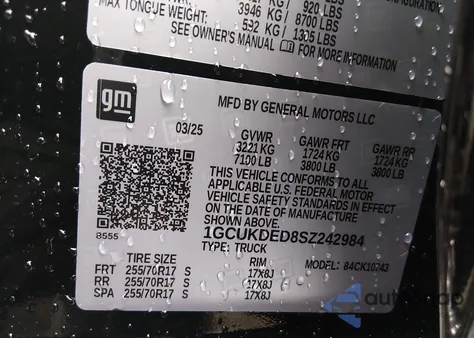 920 LBS
3946 KG / 8700 LBS
MAX TONGUE WEIGHT: 592 KG / 1305 LBS
SEE OWNER'S MANUAL FOR MORE INFORMATION
gm
MFD BY GENERAL MOTORS LLC
03/25
GVWR GAWR FRT GAWR RR
3221 KG 1724 KG 1724 KG
7100 LB 3800 LB 3800 LB
THIS VEHICLE CONFORMS TO ALL
APPLICABLE U.S. FEDERAL MOTOR
VEHICLE SAFETY STANDARDS IN EFFECT
ON THE DATE OF MANUFACTURE
SHOWN ABOVE.
8555
1GCUKDED8SZ242984
TYPE: TRUCK
TIRE SIZE RIM MODEL: 84CK10743
FRT 255/70R17 S 17X8J
RR 255/70R17 S 17X8J
SPA 255/70R17 S 17X8J